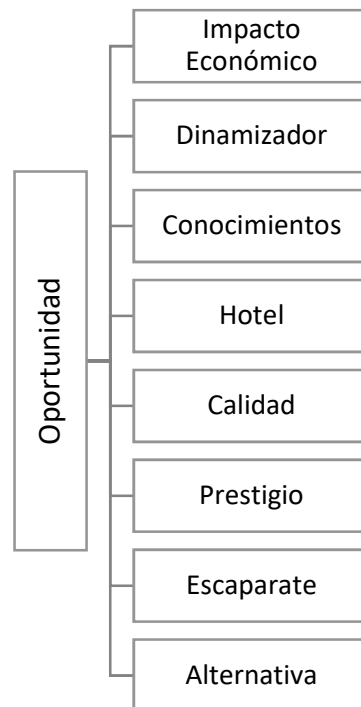 Oportunidad
Impacto
Económico
Dinamizador
Conocimientos
Hotel
Calidad
Prestigio
Escaparate
Alternativa